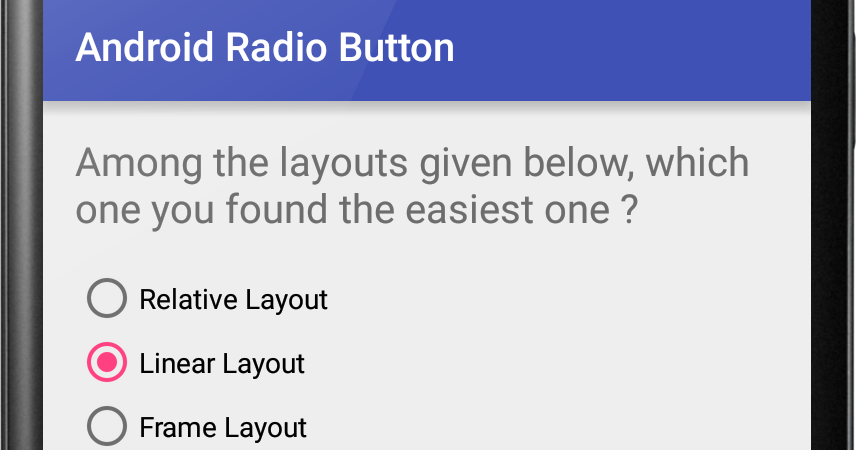 Android Radio Button
Among the layouts given below, which
one you found the easiest one ?
Relative Layout
Linear Layout
Frame Layout